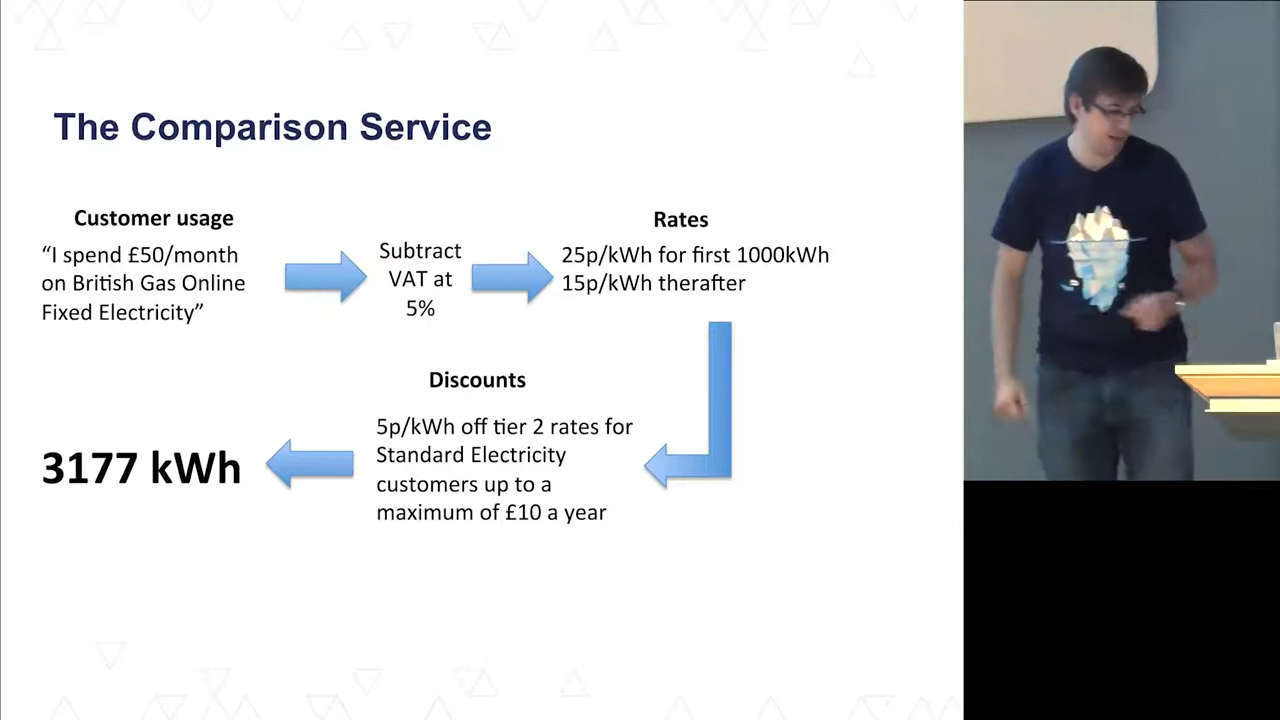 The Comparison Service
Customer usage
“I spend £50/month
on British Gas Online
Fixed Electricity”
Subtract
VAT at
5%
Rates
25p/kWh for first 1000kWh
15p/kWh therafter
Discounts
5p/kWh off tier 2 rates for
Standard Electricity
customers up to a
maximum of £10 a year
3177 kWh